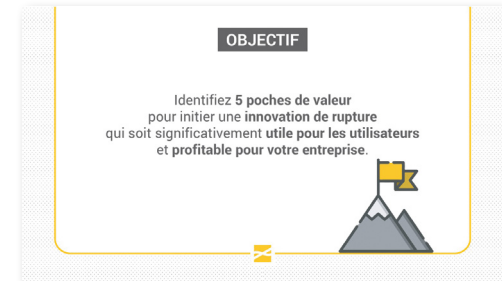 OBJECTIF
Identifiez 5 poches de valeur
pour initier une innovation de rupture
qui soit significativement utile pour les utilisateurs
et profitable pour votre entreprise.